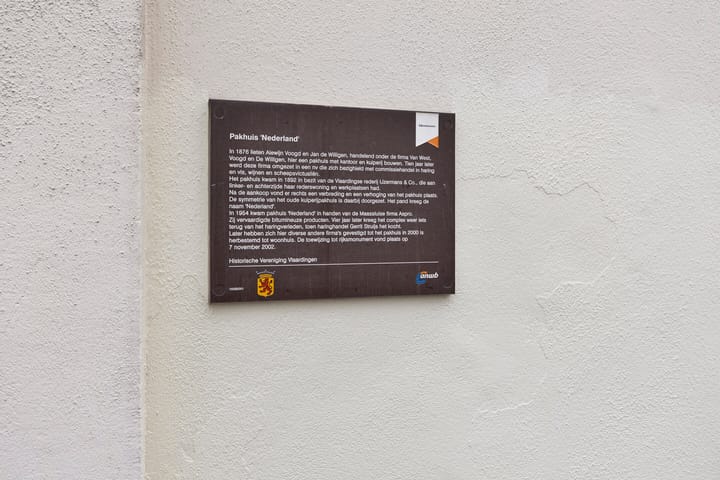 Pakhuis 'Nederland'
In 1876 lieten Alewijn Voogd en Jan de Willigen, handelend onder de firma Van West,
Voogd en De Willigen, hier een pakhuis met kantoor en kuiperij bouwen. Tien jaar later
werd deze firma omgezet in een nv die zich bezighield met commissiehandel in haring
en vis, wijnen en scheepsvictualiën.
Het pakhuis kwam in 1892 in bezit van de Vlaardingse rederij IJzermans & Co., die aan
linker- en achterzijde haar rederswoning en werkplaatsen had.
Na de aankoop vond er rechts een verbreding en een verhoging van het pakhuis plaats.
De symmetrie van het oude kuiperijpakhuis is daarbij doorgezet. Het pand kreeg de
naam 'Nederland'.
In 1954 kwam pakhuis 'Nederland' in handen van de Maassluise firma Aspro.
Zij vervaardigde bitumineuze producten. Vier jaar later kreeg het complex weer iets
terug van het haringverleden, toen haringhandel Gerrit Struijs het kocht.
Later hebben zich hier diverse andere firma's gevestigd tot het pakhuis in 2000 is
herbestemd tot woonhuis. De toewijzing tot rijksmonument vond plaats op
7 november 2002.
Historische Vereniging Vlaardingen
anwb